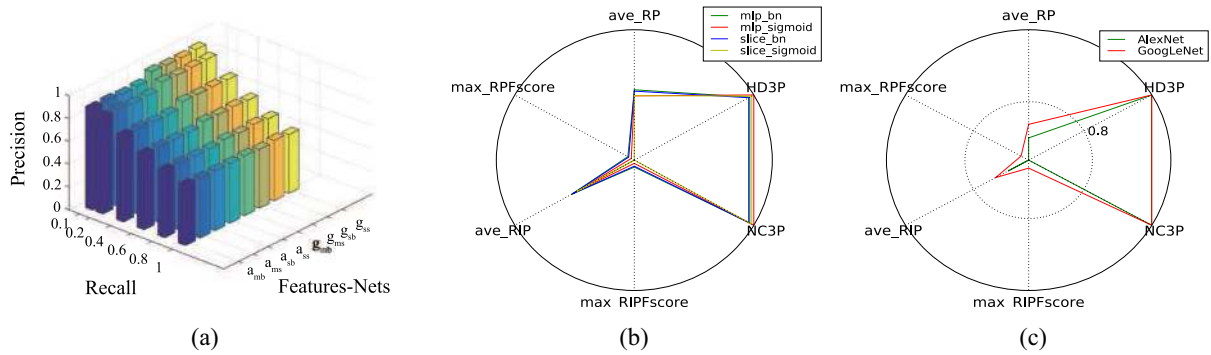 Precision
1
0.8
0.6
0.4
0.2
0
0.1
0.2
0.4
0.6
0.8
1
Recall
a_mb
a_ms
a_sb
a_ss
g_mb
g_ms
g_sb
g_ss
Features-Nets
(a)
ave_RP
mlp_bn
mlp_sigmoid
slice_bn
slice_sigmoid
max_RPFscore
HD3P
ave_RIP
NC3P
max_RIPFscore
(b)
ave_RP
AlexNet
GoogLeNet
max_RPFscore
HD3P
0.8
ave_RIP
NC3P
max_RIPFscore
(c)